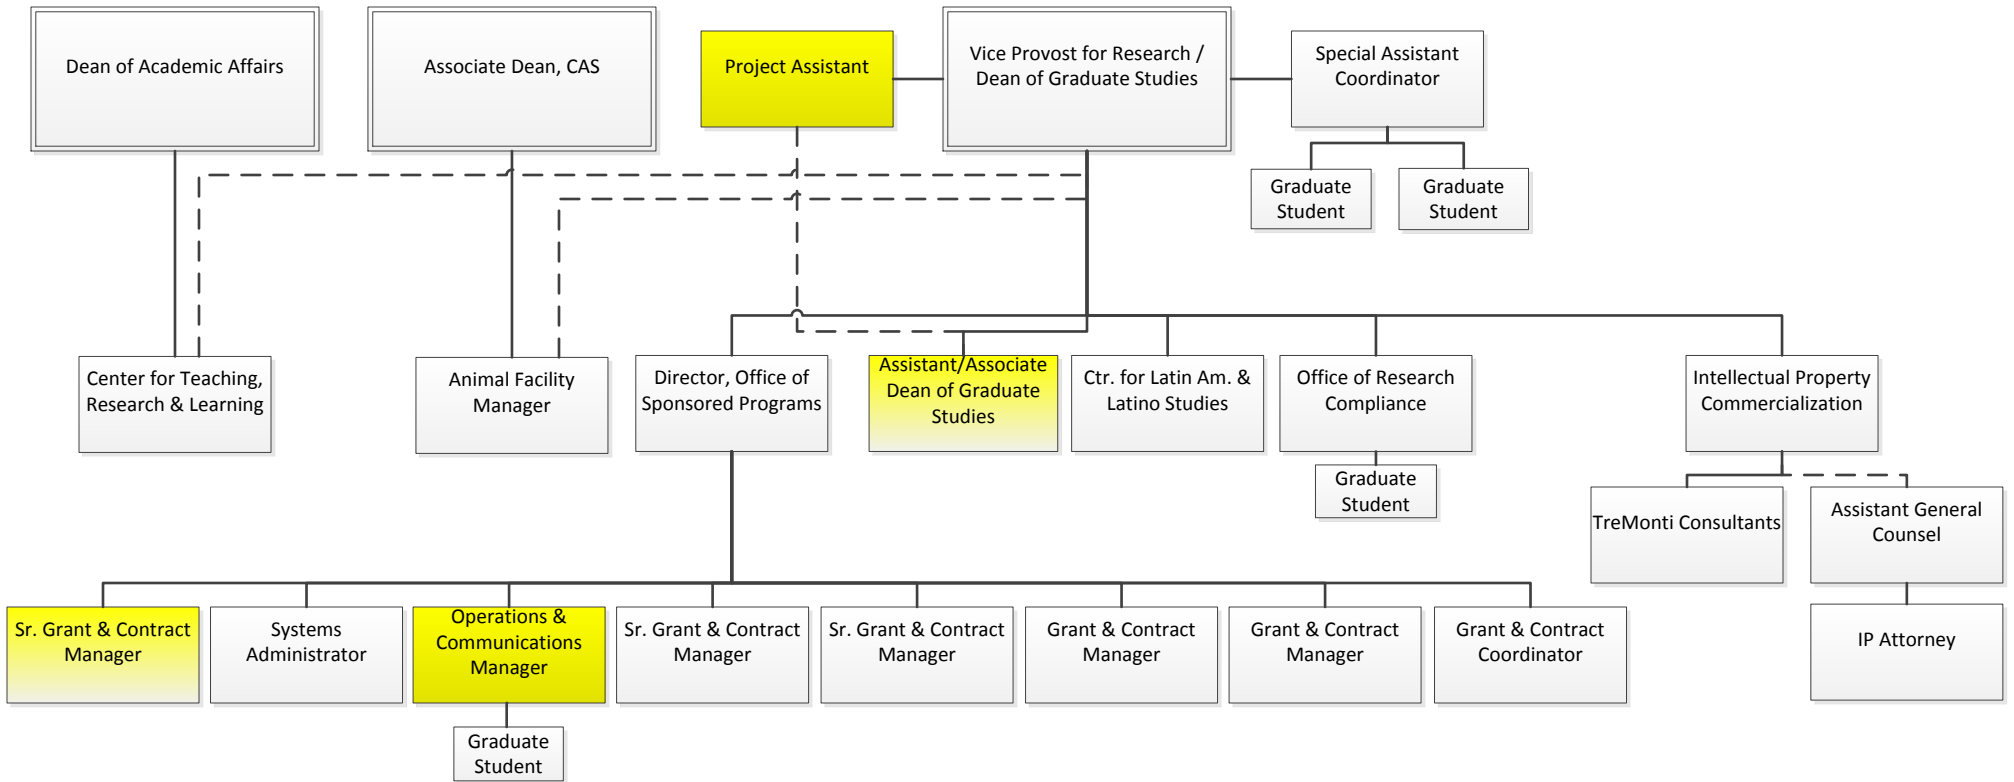 Dean of Academic Affairs
Associate Dean, CAS
Project Assistant
Vice Provost for Research /
Dean of Graduate Studies
Special Assistant
Coordinator
Graduate
Student
Graduate
Student
Center for Teaching,
Research & Learning
Animal Facility
Manager
Director, Office of
Sponsored Programs
Assistant/Associate
Dean of Graduate
Studies
Ctr. for Latin Am. &
Latino Studies
Office of Research
Compliance
Intellectual Property
Commercialization
Graduate
Student
TreMonti Consultants
Assistant General
Counsel
Sr. Grant & Contract
Manager
Systems
Administrator
Operations &
Communications
Manager
Sr. Grant & Contract
Manager
Sr. Grant & Contract
Manager
Grant & Contract
Manager
Grant & Contract
Manager
Grant & Contract
Coordinator
IP Attorney
Graduate
Student